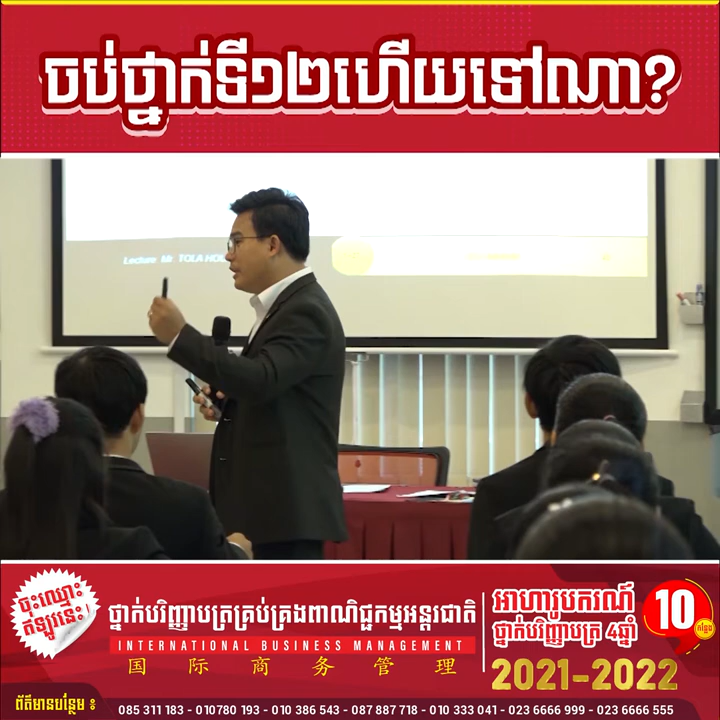 ចប់ថ្នាក់ទី១២ហើយទៅណា?
Lecture Mr. TOLA
ចុះឈ្មោះ
ឥឡូវនេះ
ថ្នាក់បរិញ្ញាបត្រគ្រប់គ្រងពាណិជ្ជកម្មអន្តរជាតិ
INTERNATIONAL BUSINESS MANAGEMENT
国际商务管理
អាហារូបករណ៍
ថ្នាក់បរិញ្ញាបត្រ 4ឆ្នាំ
10
កន្លែង
2021-2022
ព័ត៌មានបន្ថែម ៖ 085 311 183 - 010780 193 - 010 386 543 - 087 887 718 - 010 333 041 - 023 6666 999 - 023 6666 555